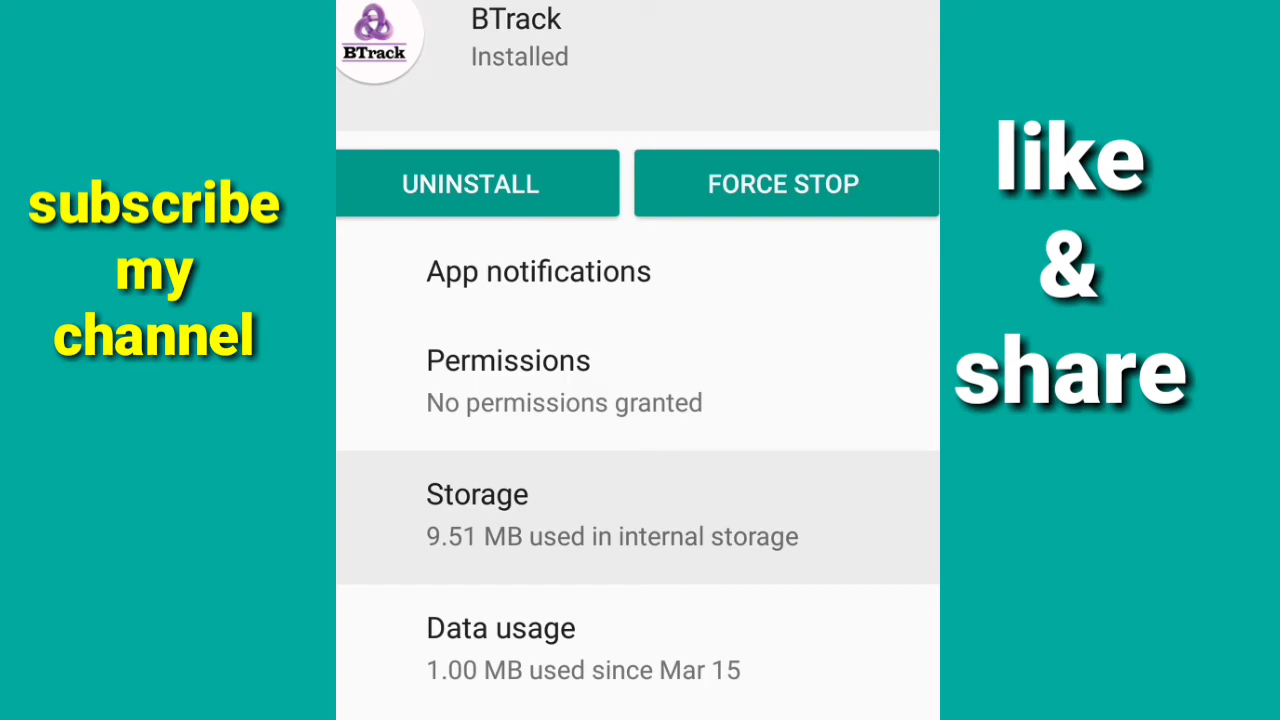 subscribe
my
channel
BTrack
BTrack
Installed
UNINSTALL
FORCE STOP
App notifications
Permissions
No permissions granted
Storage
9.51 MB used in internal storage
Data usage
1.00 MB used since Mar 15
like
&
share